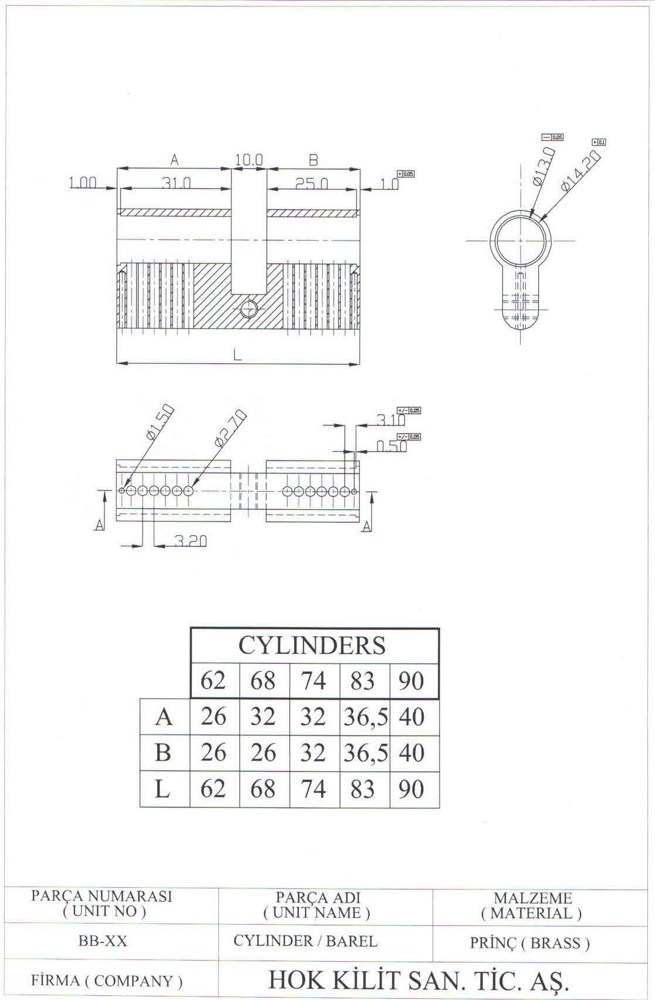 A 10.0 B
1.00 31.0 25.0 1.0 + 0.05
L
— 0.05
Ø13.0
+ 0.1
Ø14.20
Ø1.50
Ø2.70
+/- 0.05
3.10
+/- 0.05
0.50
A A
3.20
CYLINDERS
62 68 74 83 90
A 26 32 32 36,5 40
B 26 26 32 36,5 40
L 62 68 74 83 90
PARÇA NUMARASI
( UNIT NO )
PARÇA ADI
( UNIT NAME )
MALZEME
( MATERIAL )
BB-XX
CYLINDER / BAREL
PRİNÇ ( BRASS )
FİRMA ( COMPANY )
HOK KİLİT SAN. TİC. AŞ.